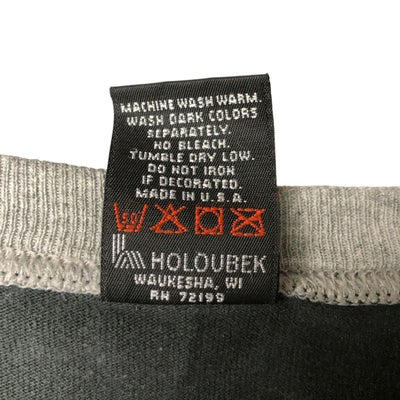 MACHINE WASH WARM.
WASH DARK COLORS
SEPARATELY.
NO BLEACH.
TUMBLE DRY LOW.
DO NOT IRON
IF DECORATED.
MADE IN U.S.A.
50
HOLOUBEK
WAUKESHA, WI
RN 72199